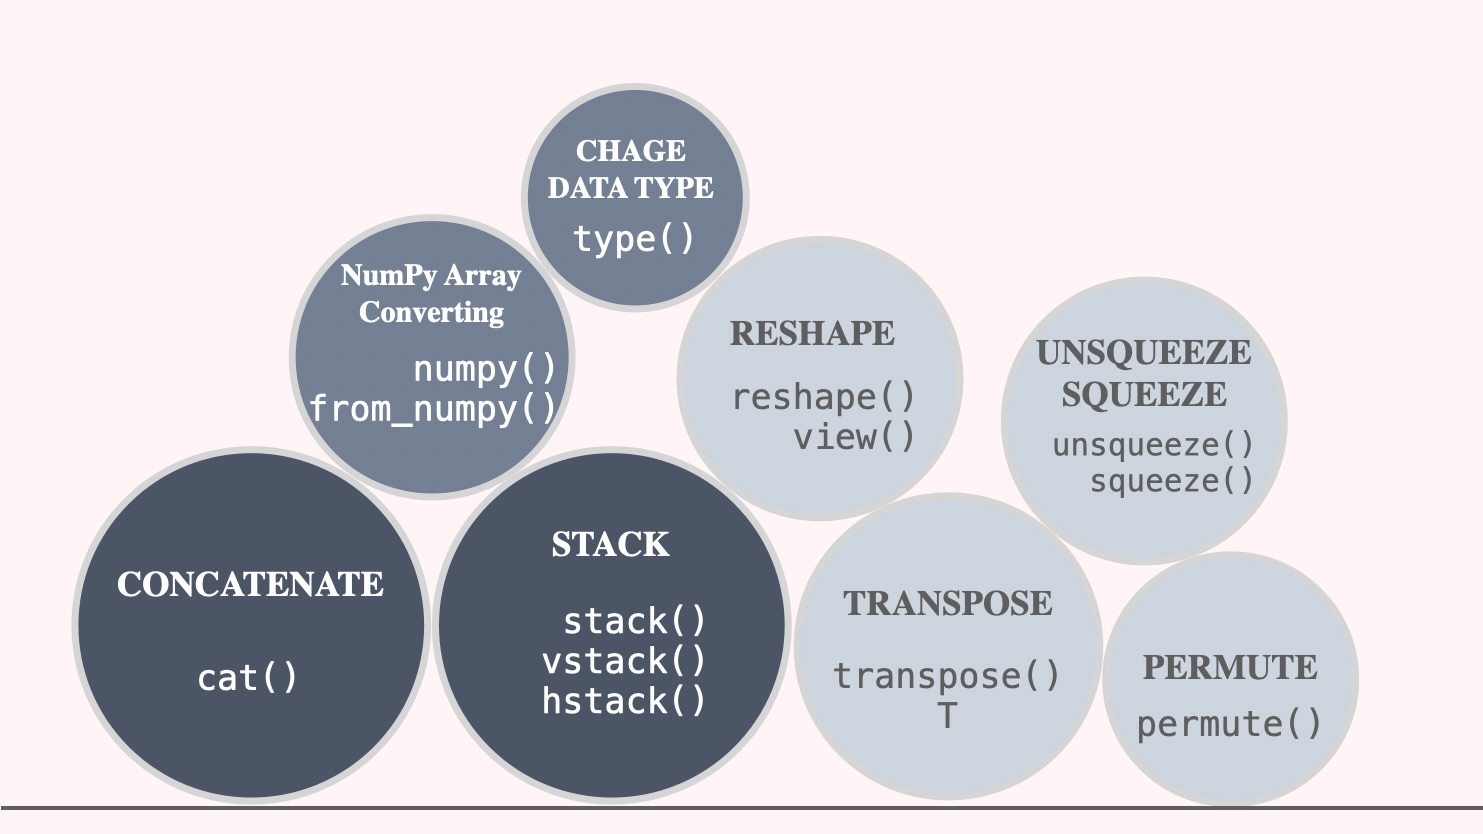 CHAGE
DATA TYPE
type()
NumPy Array
Converting
numpy()
from_numpy()
RESHAPE
reshape()
view()
UNSQUEEZE
SQUEEZE
unsqueeze()
squeeze()
CONCATENATE
cat()
STACK
stack()
vstack()
hstack()
TRANSPOSE
transpose()
T
PERMUTE
permute()